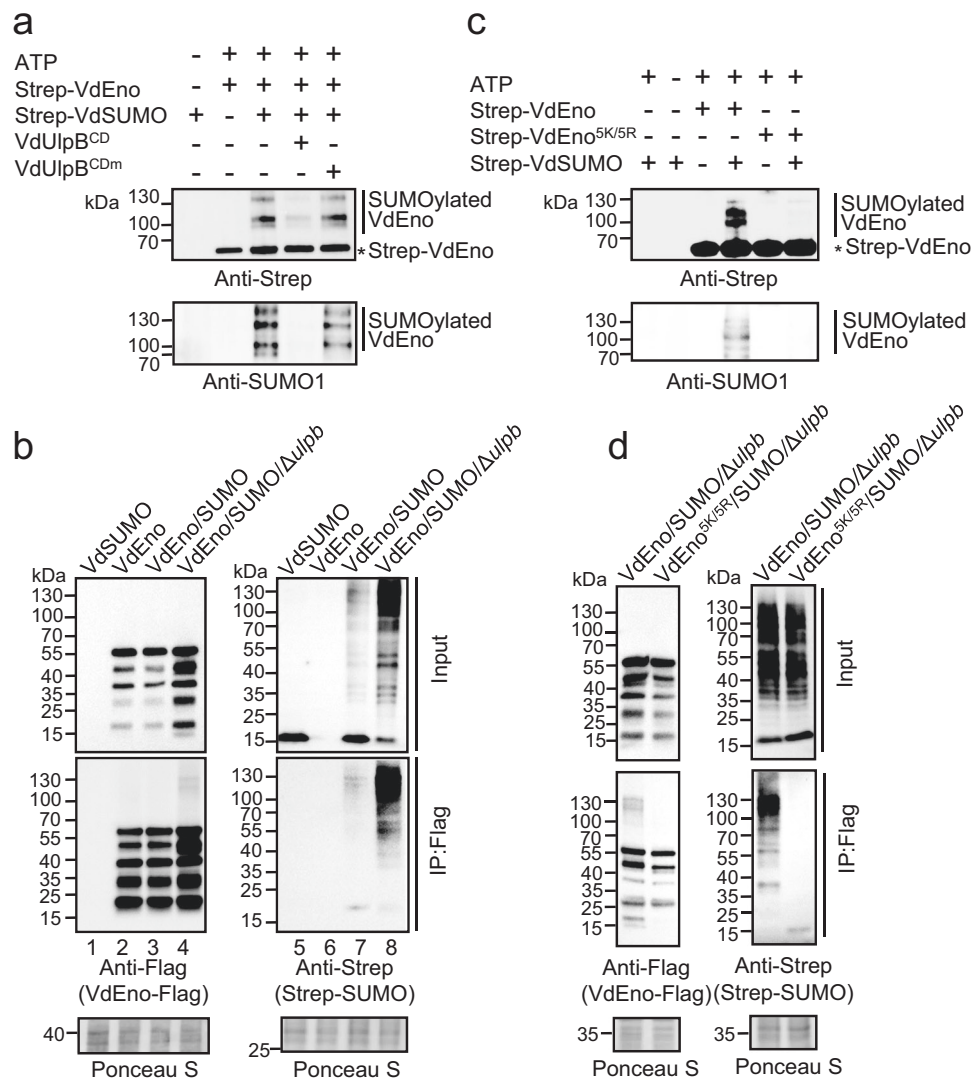 a
ATP - + + + +
Strep-VdEno - + + + +
Strep-VdSUMO + - + + +
VdUlpB^CD - - - + -
VdUlpB^CDm - - - - +
kDa
130
100
70
SUMOylated
VdEno
* Strep-VdEno
Anti-Strep
130
100
70
SUMOylated
VdEno
Anti-SUMO1
c
ATP + - + + + +
Strep-VdEno - - + + - -
Strep-VdEno^5K/5R - - - - + +
Strep-VdSUMO + + - + - +
kDa
130
100
70
SUMOylated
VdEno
* Strep-VdEno
Anti-Strep
130
100
70
SUMOylated
VdEno
Anti-SUMO1
b
VdSUMO
VdEno
VdEno/SUMO
VdEno/SUMO/Δulpb
kDa
130
100
70
55
40
35
25
15
130
100
70
55
40
35
25
15
1 2 3 4
Anti-Flag
(VdEno-Flag)
40
Ponceau S
VdSUMO
VdEno
VdEno/SUMO
VdEno/SUMO/Δulpb
kDa
130
100
70
55
40
35
25
15
Input
130
100
70
55
40
35
25
15
IP:Flag
5 6 7 8
Anti-Strep
(Strep-SUMO)
25
Ponceau S
d
VdEno/SUMO/Δulpb
VdEno^5K/5R/SUMO/Δulpb
kDa
130
100
70
55
40
35
25
15
130
100
70
55
40
35
25
15
Anti-Flag
(VdEno-Flag)
35
Ponceau S
VdEno/SUMO/Δulpb
VdEno^5K/5R/SUMO/Δulpb
kDa
130
100
70
55
40
35
25
15
Input
130
100
70
55
40
35
25
15
IP:Flag
Anti-Strep
(Strep-SUMO)
35
Ponceau S